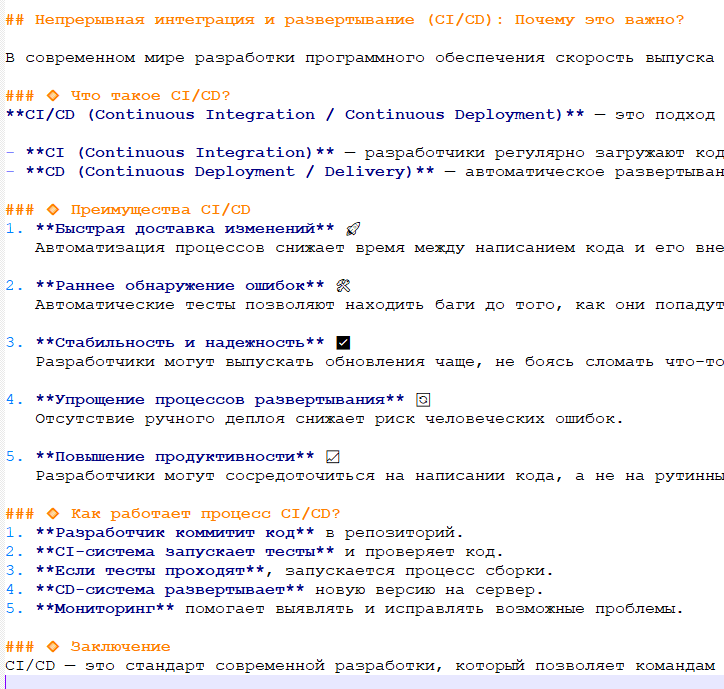 ## Непрерывная интеграция и развертывание (CI/CD): Почему это важно?
В современном мире разработки программного обеспечения скорость выпуска
### 🔸 Что такое CI/CD?
**CI/CD (Continuous Integration / Continuous Deployment)** — это подход
- **CI (Continuous Integration)** — разработчики регулярно загружают код
- **CD (Continuous Deployment / Delivery)** — автоматическое развертыван
### 🔸 Преимущества CI/CD
1. **Быстрая доставка изменений** 🚀
Автоматизация процессов снижает время между написанием кода и его вне
2. **Раннее обнаружение ошибок** 🛠
Автоматические тесты позволяют находить баги до того, как они попадут
3. **Стабильность и надежность** ✅
Разработчики могут выпускать обновления чаще, не боясь сломать что-то
4. **Упрощение процессов развертывания** 🔄
Отсутствие ручного деплоя снижает риск человеческих ошибок.
5. **Повышение продуктивности** 📈
Разработчики могут сосредоточиться на написании кода, а не на рутинны
### 🔸 Как работает процесс CI/CD?
1. **Разработчик коммитит код** в репозиторий.
2. **CI-система запускает тесты** и проверяет код.
3. **Если тесты проходят**, запускается процесс сборки.
4. **CD-система развертывает** новую версию на сервер.
5. **Мониторинг** помогает выявлять и исправлять возможные проблемы.
### 🔸 Заключение
CI/CD — это стандарт современной разработки, который позволяет командам